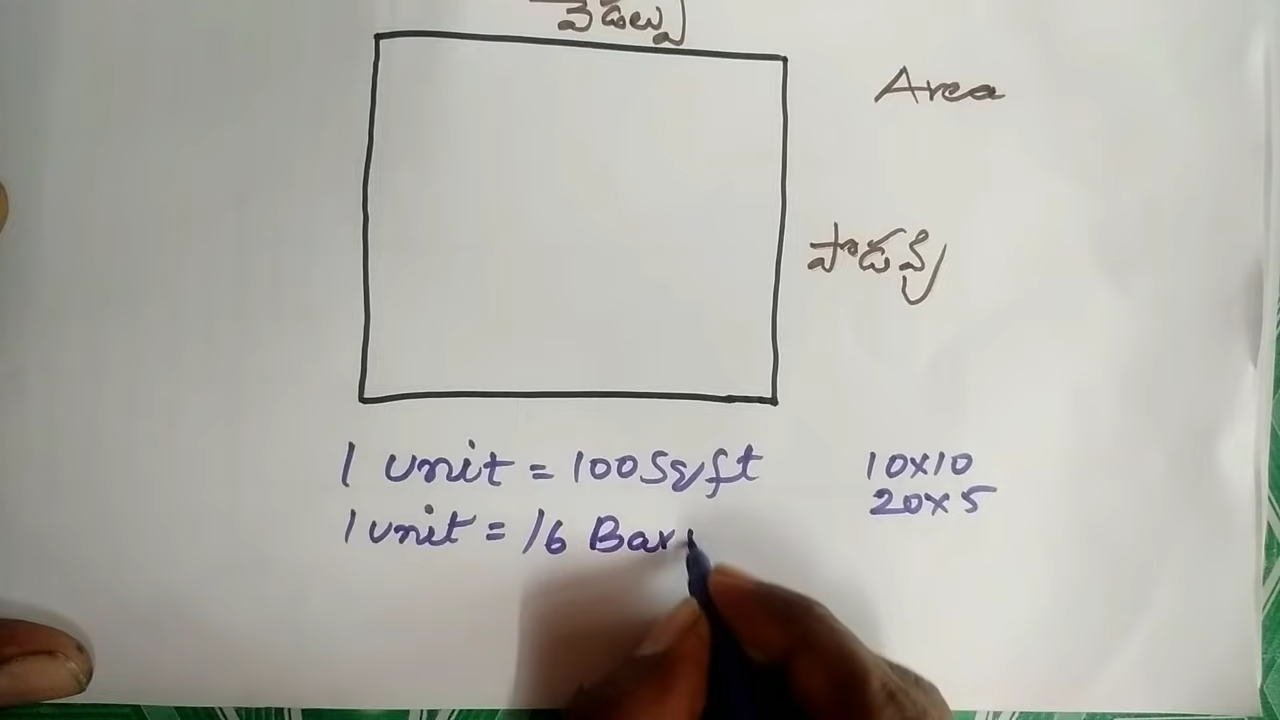 వెడల్పు
Area
పొడవు
1 unit = 100 Sqft
10x10
20x5
1 unit = 16 Bar